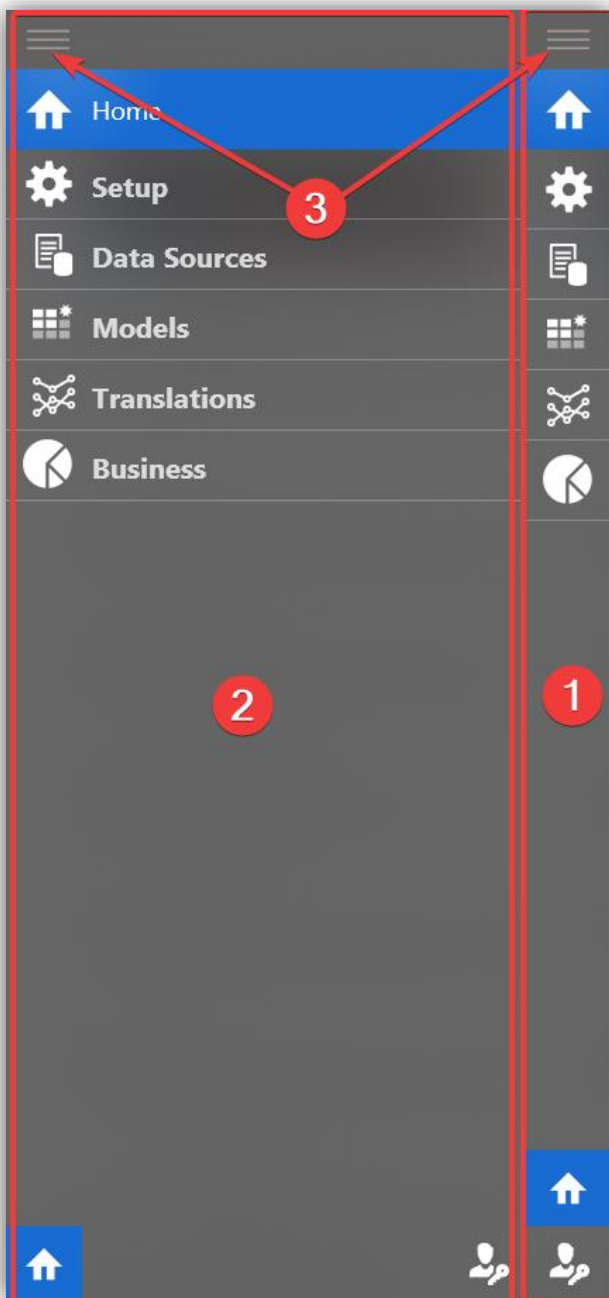 Home
Setup
3
Data Sources
Models
Translations
Business
2
1